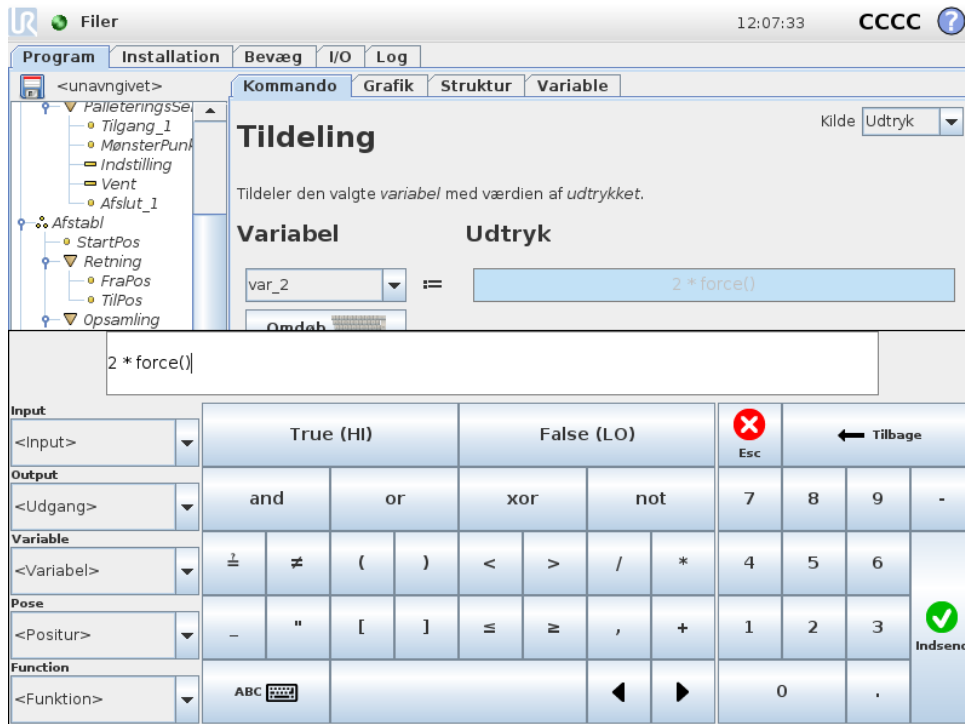 UR Filer 12:07:33 CCCC ?
Program Installation Bevæg I/O Log
<unavngivet> Kommando Grafik Struktur Variable
PalleteringsSe
Tilgang_1
MønsterPunk
Indstilling
Vent
Afslut_1
Afstabl
StartPos
Retning
FraPos
TilPos
Opsamling
Kilde Udtryk
Tildeling
Tildeler den valgte variabel med værdien af udtrykket.
Variabel Udtryk
var_2 := 2 * force()
Omdøb
2 * force()
Input
<Input>
Output
<Udgang>
Variable
<Variabel>
Pose
<Positur>
Function
<Funktion>
True (HI) False (LO) Esc Tilbage
and or xor not 7 8 9 -
≟ ≠ ( ) < > / * 4 5 6
_ " [ ] ≤ ≥ , + 1 2 3 Indsend
ABC 0 .